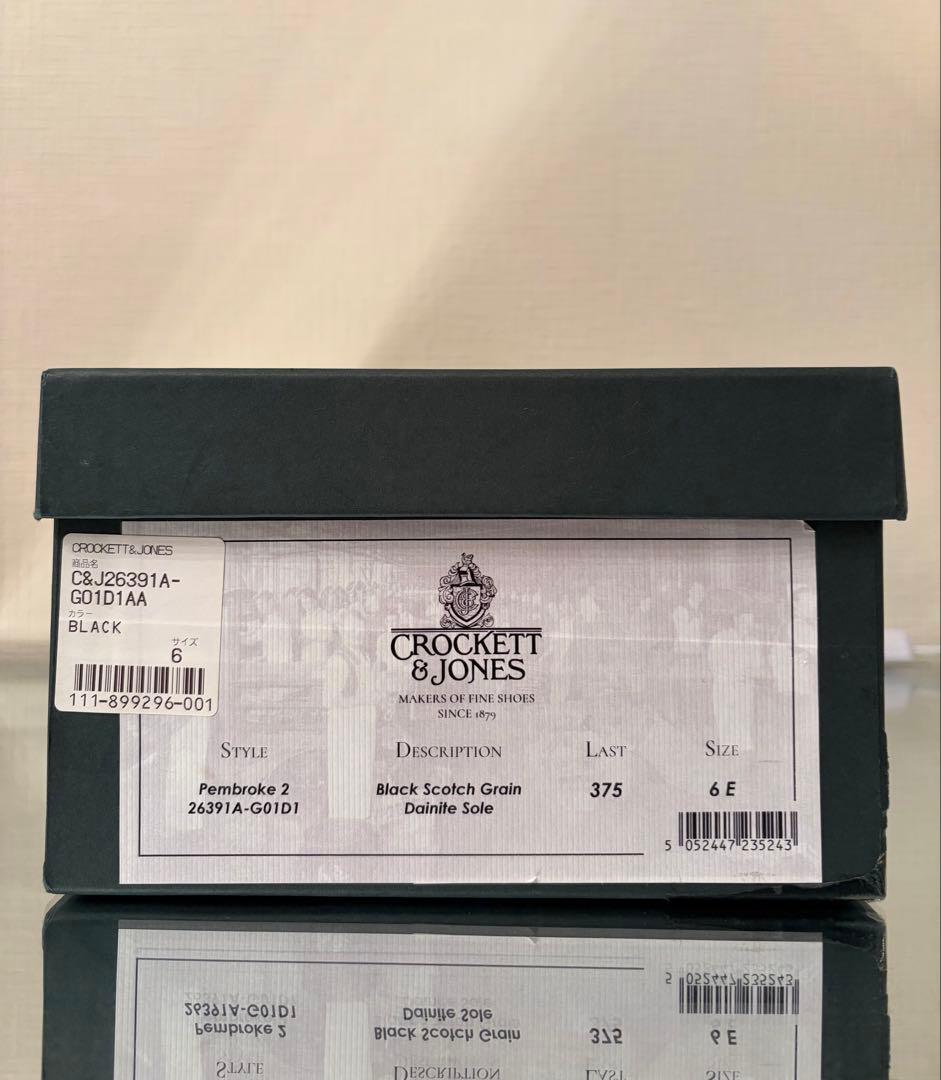 CROCKETT&JONES
商品名
C&J26391A-
G01D1AA
カラー
BLACK
サイズ
6
111-899296-001
CROCKETT
& JONES
MAKERS OF FINE SHOES
SINCE 1879
STYLE DESCRIPTION LAST SIZE
Pembroke 2 Black Scotch Grain 375 6 E
26391A-G01D1 Dainite Sole
5 052447 235243